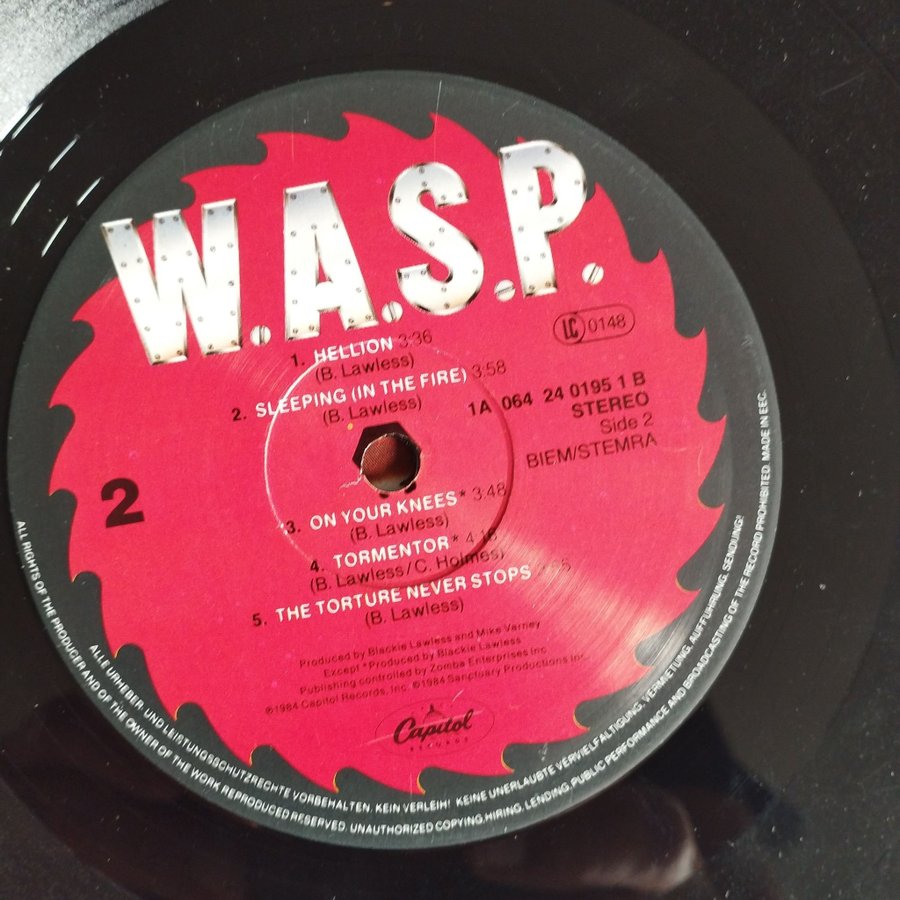 W.A.S.P.
LC 0148
1. HELLION 3:36
(B. Lawless)
2. SLEEPING (IN THE FIRE) 3:58
(B. Lawless)
1A 064 24 0195 1 B
STEREO
Side 2
BIEM/STEMRA
2
3. ON YOUR KNEES* 3:48
(B. Lawless)
4. TORMENTOR*
(B. Lawless/C. Holmes)
5. THE TORTURE NEVER STOPS
(B. Lawless)
Produced by Blackie Lawless and Mike Varney
Except *Produced by Blackie Lawless
Publishing controlled by Zomba Enterprises Inc
℗1984 Capitol Records, Inc. ©1984 Sanctuary Productions Inc.
Capitol
RECORDS
ALLE URHEBER- UND LEISTUNGSSCHUTZRECHTE VORBEHALTEN. KEIN VERLEIH! KEINE UNERLAUBTE VERVIELFÄLTIGUNG, VERMIETUNG, AUFFÜHRUNG, SENDUNG!
ALL RIGHTS OF THE PRODUCER AND OF THE OWNER OF THE WORK REPRODUCED RESERVED. UNAUTHORIZED COPYING, HIRING, LENDING, PUBLIC PERFORMANCE AND BROADCASTING OF THE RECORD PROHIBITED. MADE IN EEC.